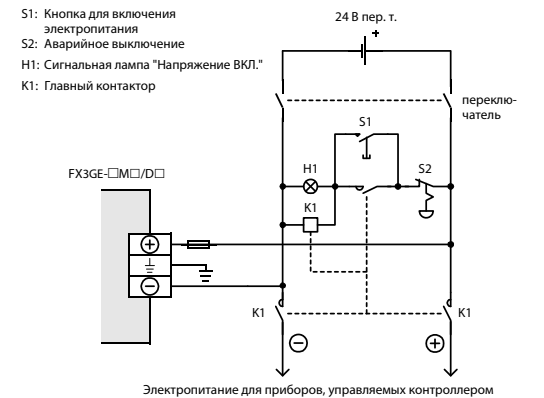 S1: Кнопка для включения
электропитания
S2: Аварийное выключение
H1: Сигнальная лампа "Напряжение ВКЛ."
K1: Главный контактор
24 В пер. т.
+
переклю-
чатель
S1
FX3GE-□M□/D□
H1
S2
K1
K1
K1
Электропитание для приборов, управляемых контроллером